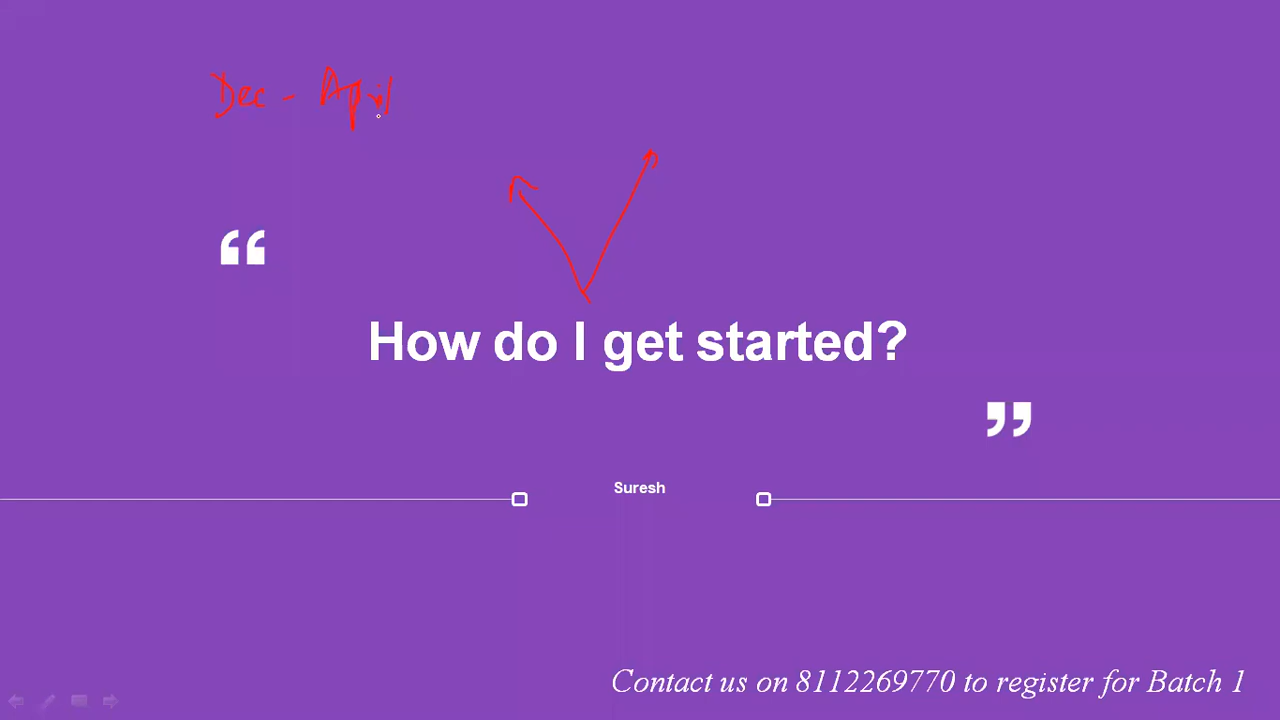 Dec - April
“
How do I get started?
”
Suresh
Contact us on 8112269770 to register for Batch 1